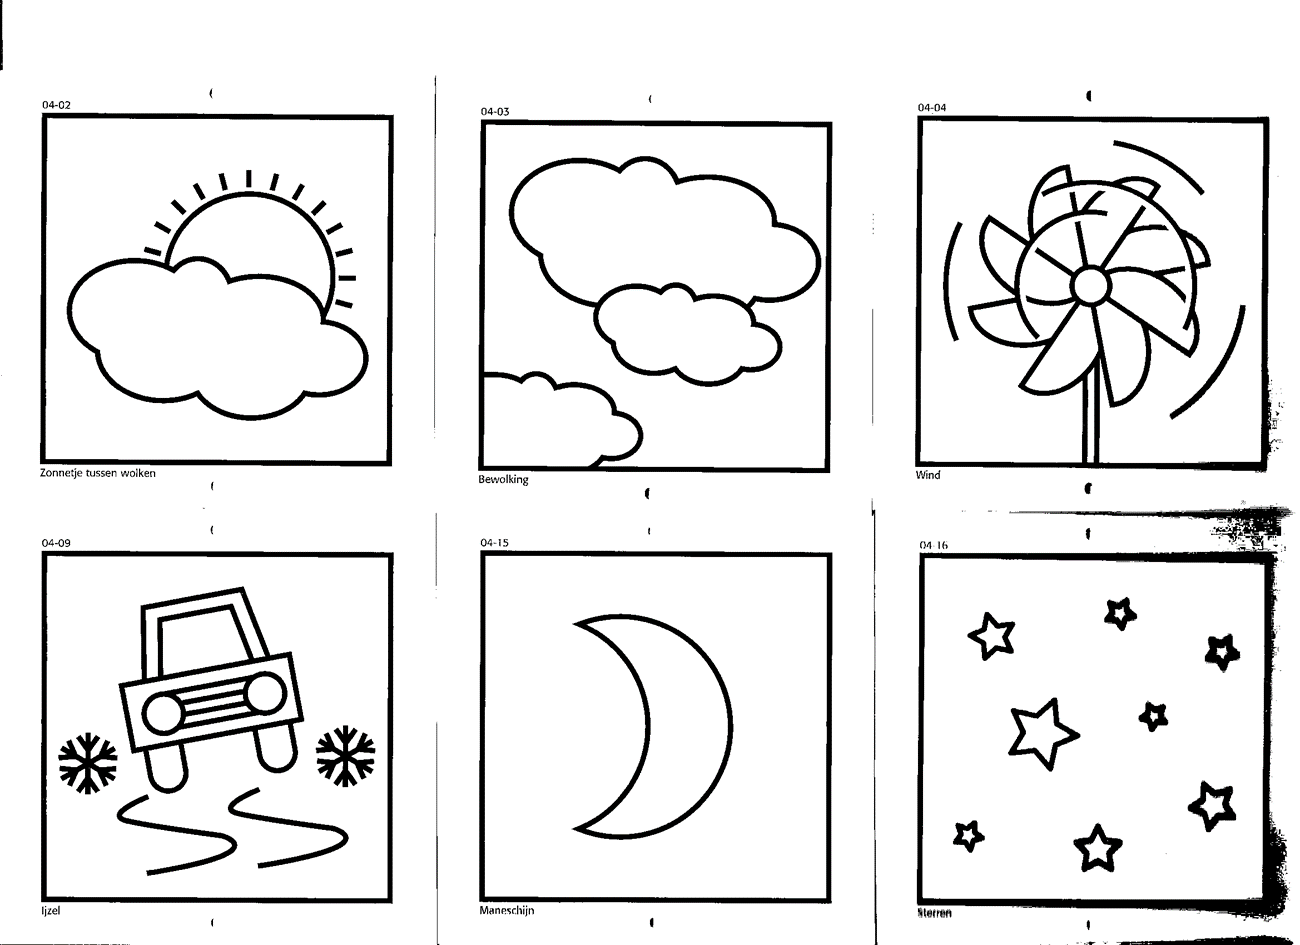 04-02
04-03
04-04
Zonnetje tussen wolken
Bewolking
Wind
04-09
04-15
04-16
Ijzel
Maneschijn
Sterren